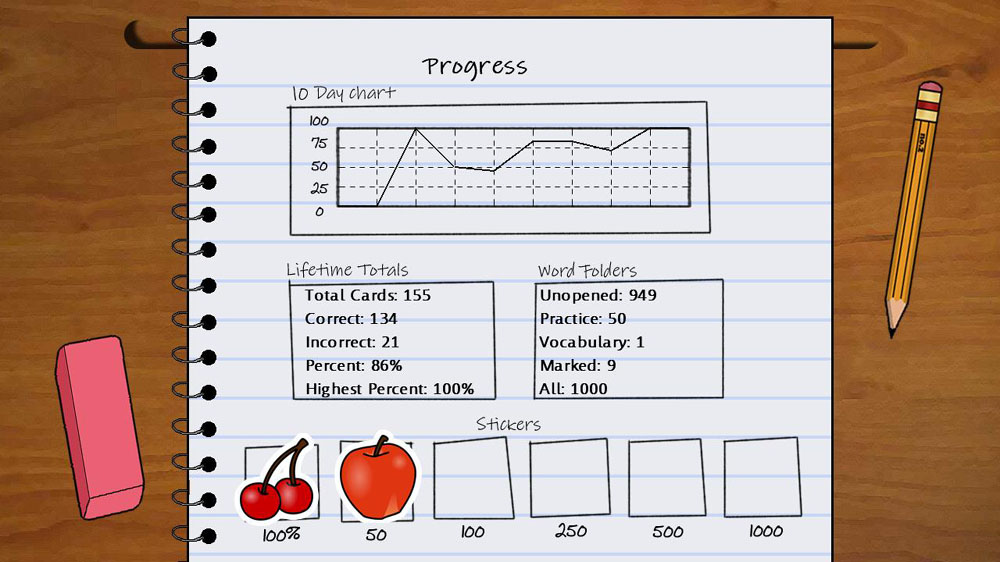 Progress
10 Day chart
100
75
50
25
0
Lifetime Totals
Total Cards: 155
Correct: 134
Incorrect: 21
Percent: 86%
Highest Percent: 100%
Word Folders
Unopened: 949
Practice: 50
Vocabulary: 1
Marked: 9
All: 1000
Stickers
100%
50
100
250
500
1000
no.2